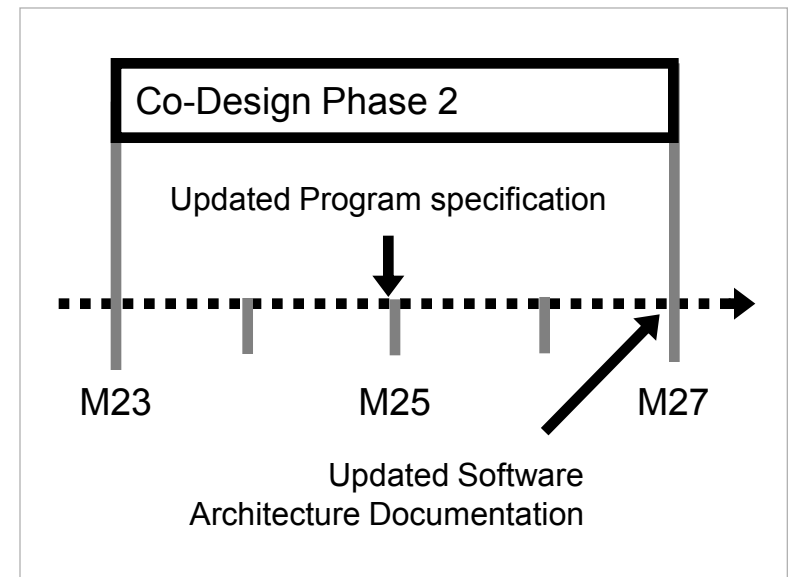 Co-Design Phase 2
Updated Program specification
M23
M25
M27
Updated Software
Architecture Documentation